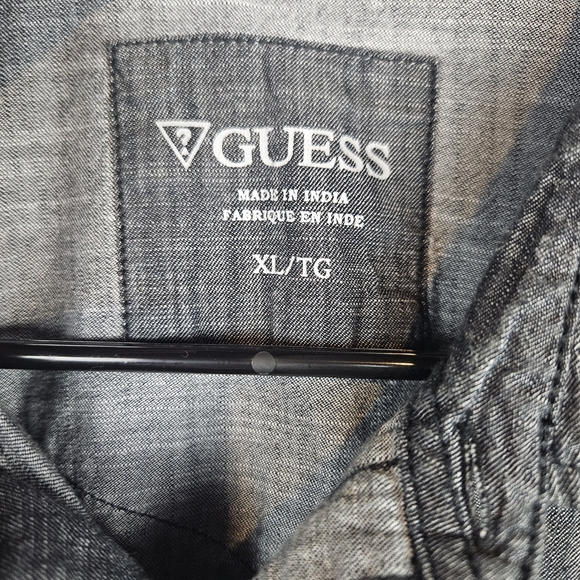 ? GUESS
MADE IN INDIA
FABRIQUE EN INDE
XL/TG